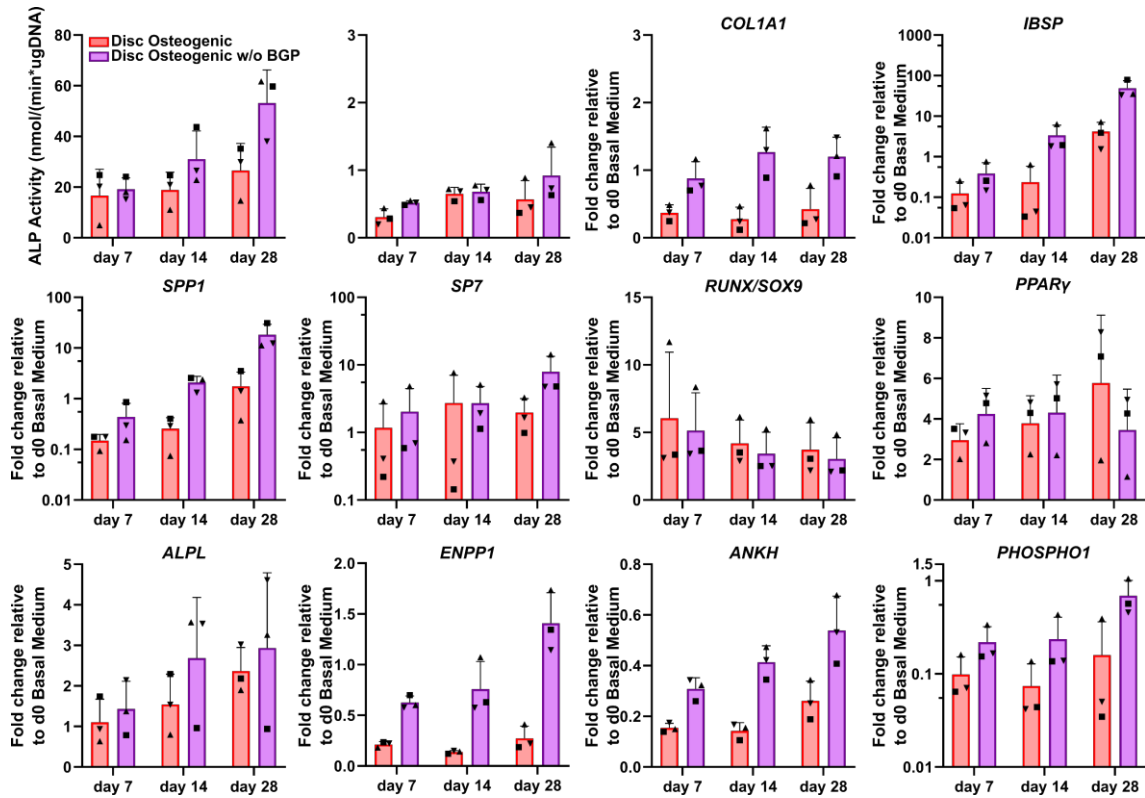 ALP Activity (nmol/(min*ugDNA)
Disc Osteogenic
Disc Osteogenic w/o BGP
80
60
40
20
0
day 7 day 14 day 28
3
2
1
0
day 7 day 14 day 28
COL1A1
Fold change relative
to d0 Basal Medium
3
2
1
0
day 7 day 14 day 28
IBSP
Fold change relative
to d0 Basal Medium
1000
100
10
1
0.1
0.01
day 7 day 14 day 28
SPP1
Fold change relative
to d0 Basal Medium
100
10
1
0.1
0.01
day 7 day 14 day 28
SP7
Fold change relative
to d0 Basal Medium
100
10
1
0.1
day 7 day 14 day 28
RUNX/SOX9
Fold change relative
to d0 Basal Medium
15
10
5
0
day 7 day 14 day 28
PPARγ
Fold change relative
to d0 Basal Medium
10
8
6
4
2
0
day 7 day 14 day 28
ALPL
Fold change relative
to d0 Basal Medium
5
4
3
2
1
0
day 7 day 14 day 28
ENPP1
Fold change relative
to d0 Basal Medium
2.0
1.5
1.0
0.5
0.0
day 7 day 14 day 28
ANKH
Fold change relative
to d0 Basal Medium
0.8
0.6
0.4
0.2
0.0
day 7 day 14 day 28
PHOSPHO1
Fold change relative
to d0 Basal Medium
1.5
1
0.1
0.01
day 7 day 14 day 28